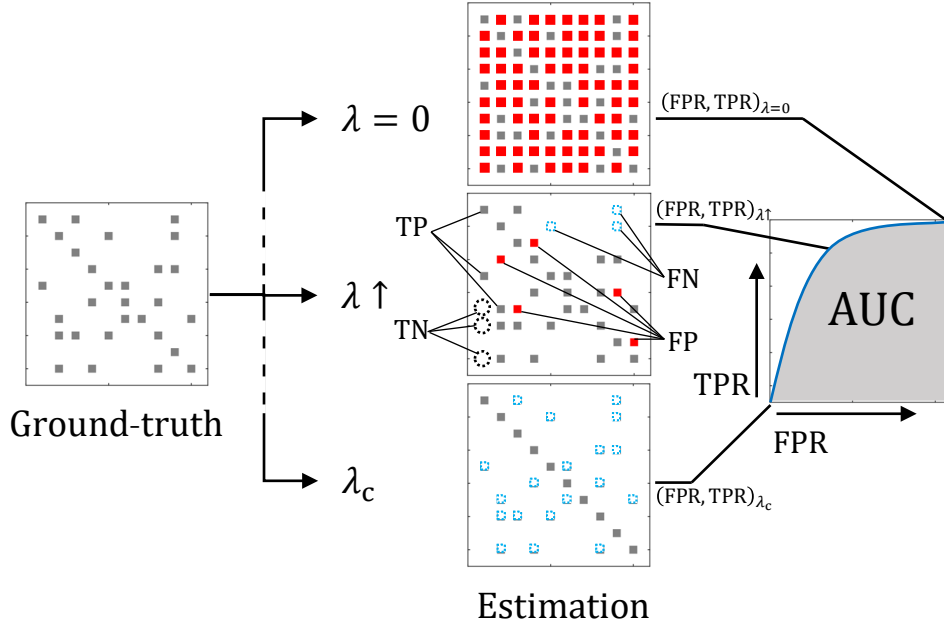 λ = 0
(FPR, TPR)λ=0
TP
(FPR, TPR)λ↑
FN
λ ↑
AUC
TN
FP
TPR
Ground-truth
FPR
λc
(FPR, TPR)λc
Estimation